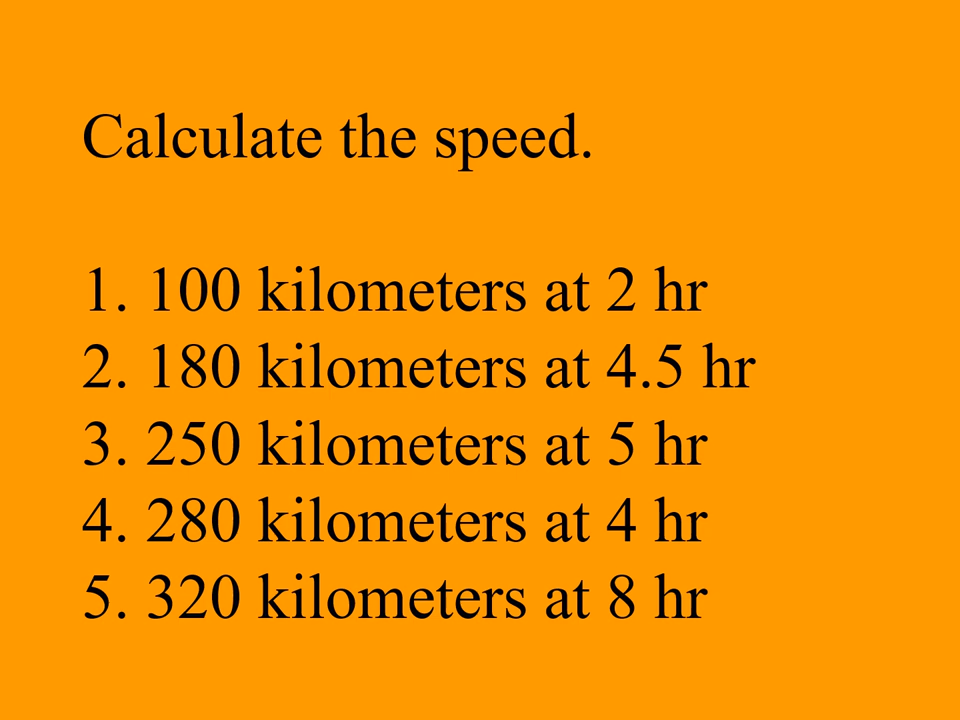 Calculate the speed.
1. 100 kilometers at 2 hr
2. 180 kilometers at 4.5 hr
3. 250 kilometers at 5 hr
4. 280 kilometers at 4 hr
5. 320 kilometers at 8 hr